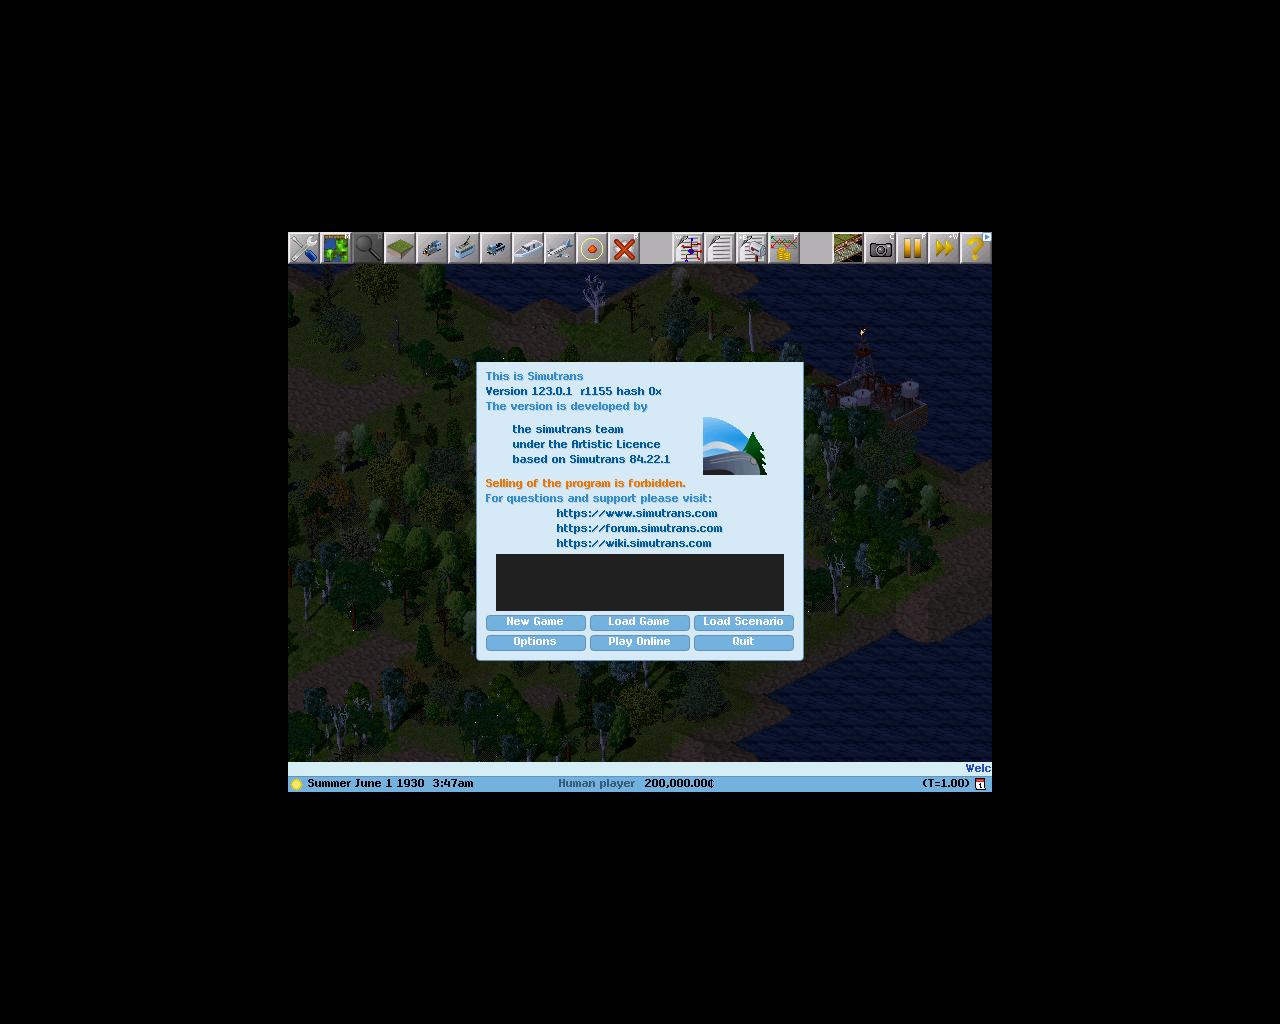 This is Simutrans
Version 123.0.1 r1155 hash 0x
The version is developed by
the simutrans team
under the Artistic Licence
based on Simutrans 84.22.1
Selling of the program is forbidden.
For questions and support please visit:
https://www.simutrans.com
https://forum.simutrans.com
https://wiki.simutrans.com
New Game Load Game Load Scenario
Options Play Online Quit
Welc
Summer June 1 1930 3:47am Human player 200,000.00¢ (T=1.00)